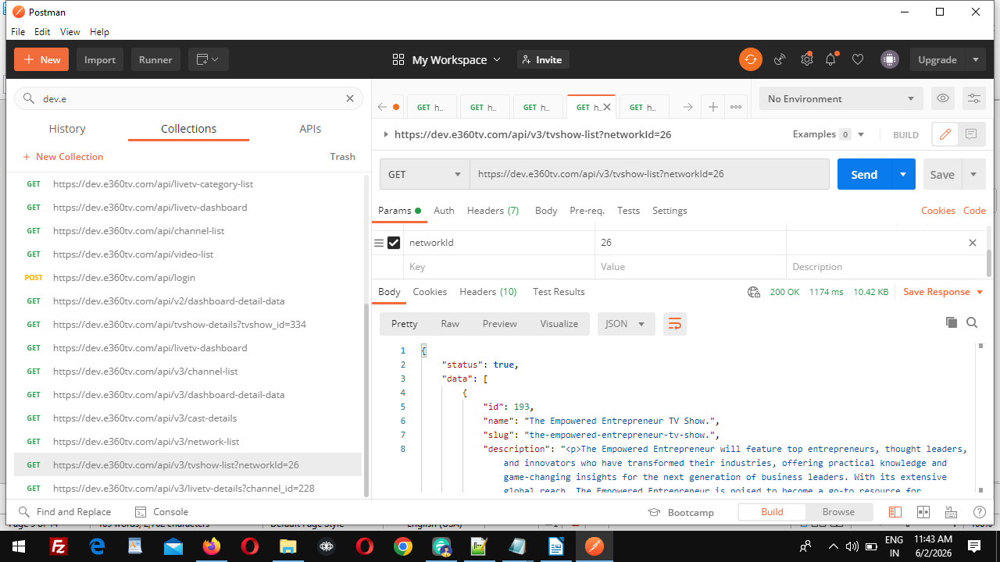 Postman
File Edit View Help
New Import Runner My Workspace Invite Upgrade
dev.e
History Collections APIs
+ New Collection Trash
GET https://dev.e360tv.com/api/livetv-category-list
GET https://dev.e360tv.com/api/livetv-dashboard
GET https://dev.e360tv.com/api/channel-list
GET https://dev.e360tv.com/api/video-list
POST https://dev.e360tv.com/api/login
GET https://dev.e360tv.com/api/v2/dashboard-detail-data
GET https://dev.e360tv.com/api/tvshow-details?tvshow_id=334
GET https://dev.e360tv.com/api/livetv-dashboard
GET https://dev.e360tv.com/api/v3/channel-list
GET https://dev.e360tv.com/api/v3/dashboard-detail-data
GET https://dev.e360tv.com/api/v3/cast-details
GET https://dev.e360tv.com/api/v3/network-list
GET https://dev.e360tv.com/api/v3/tvshow-list?networkId=26
GET https://dev.e360tv.com/api/v3/livetv-details?channel_id=228
GET h.. GET h.. GET h.. GET h.. GET h.. No Environment
https://dev.e360tv.com/api/v3/tvshow-list?networkId=26 Examples 0 BUILD
GET https://dev.e360tv.com/api/v3/tvshow-list?networkId=26 Send Save
Params Auth Headers (7) Body Pre-req. Tests Settings Cookies Code
networkId 26
Key Value Description
Body Cookies Headers (10) Test Results 200 OK 1174 ms 10.42 KB Save Response
Pretty Raw Preview Visualize JSON
1 {
2 "status": true,
3 "data": [
4 {
5 "id": 193,
6 "name": "The Empowered Entrepreneur TV Show.",
7 "slug": "the-empowered-entrepreneur-tv-show.",
8 "description": "<p>The Empowered Entrepreneur will feature top entrepreneurs, thought leaders,
and innovators who have transformed their industries, offering practical knowledge and
game-changing insights for the next generation of business leaders. With its extensive
global reach, The Empowered Entrepreneur is poised to become a go-to resource for
Find and Replace Console Bootcamp Build Browse
ENG 11:43 AM
IN 6/2/2026